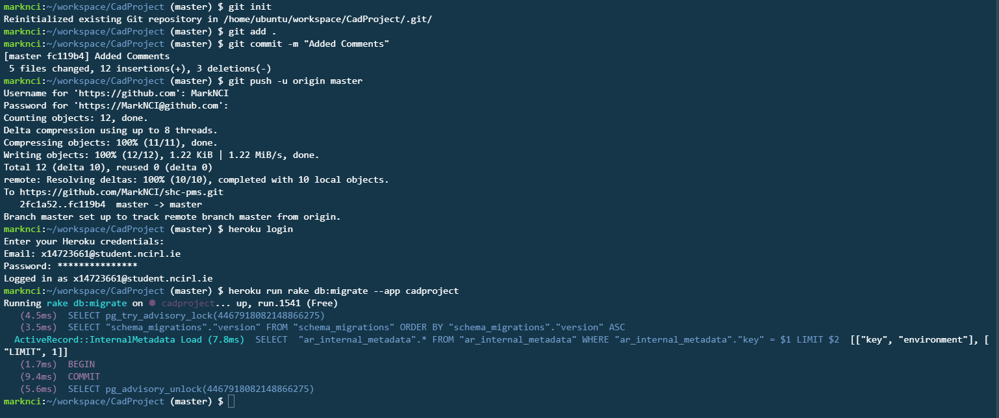 marknci:~/workspace/CadProject (master) $ git init
Reinitialized existing Git repository in /home/ubuntu/workspace/CadProject/.git/
marknci:~/workspace/CadProject (master) $ git add .
marknci:~/workspace/CadProject (master) $ git commit -m "Added Comments"
[master fc119b4] Added Comments
 5 files changed, 12 insertions(+), 3 deletions(-)
marknci:~/workspace/CadProject (master) $ git push -u origin master
Username for 'https://github.com': MarkNCI
Password for 'https://MarkNCI@github.com':
Counting objects: 12, done.
Delta compression using up to 8 threads.
Compressing objects: 100% (11/11), done.
Writing objects: 100% (12/12), 1.22 KiB | 1.22 MiB/s, done.
Total 12 (delta 10), reused 0 (delta 0)
remote: Resolving deltas: 100% (10/10), completed with 10 local objects.
To https://github.com/MarkNCI/shc-pms.git
   2fc1a52..fc119b4  master -> master
Branch master set up to track remote branch master from origin.
marknci:~/workspace/CadProject (master) $ heroku login
Enter your Heroku credentials:
Email: x14723661@student.ncirl.ie
Password: ***************
Logged in as x14723661@student.ncirl.ie
marknci:~/workspace/CadProject (master) $ heroku run rake db:migrate --app cadproject
Running rake db:migrate on ⬢ cadproject... up, run.1541 (Free)
   (4.5ms)  SELECT pg_try_advisory_lock(4467918082148866275)
   (3.5ms)  SELECT "schema_migrations"."version" FROM "schema_migrations" ORDER BY "schema_migrations"."version" ASC
  ActiveRecord::InternalMetadata Load (7.8ms)  SELECT  "ar_internal_metadata".* FROM "ar_internal_metadata" WHERE "ar_internal_metadata"."key" = $1 LIMIT $2  [["key", "environment"], [
"LIMIT", 1]]
   (1.7ms)  BEGIN
   (9.4ms)  COMMIT
   (5.6ms)  SELECT pg_advisory_unlock(4467918082148866275)
marknci:~/workspace/CadProject (master) $